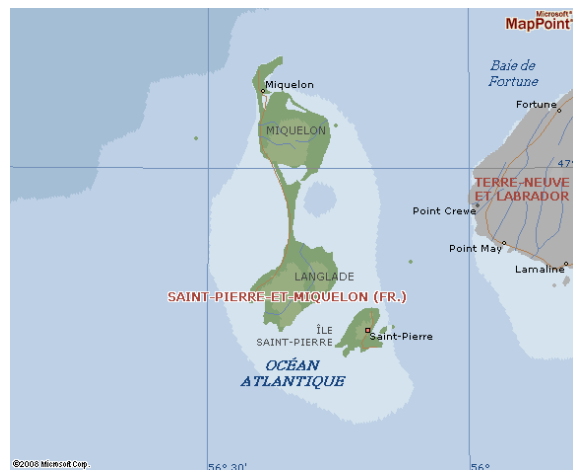 Microsoft®
MapPoint®
Baie de
Fortune
Miquelon
Fortune
MIQUELON
47°
TERRE-NEUVE
ET LABRADOR
Point Crewe
Point May
Lamaline
LANGLADE
SAINT-PIERRE-ET-MIQUELON (FR.)
ÎLE
SAINT-PIERRE
Saint-Pierre
OCÉAN
ATLANTIQUE
©2008 Microsoft Corp.
56° 30'
56°